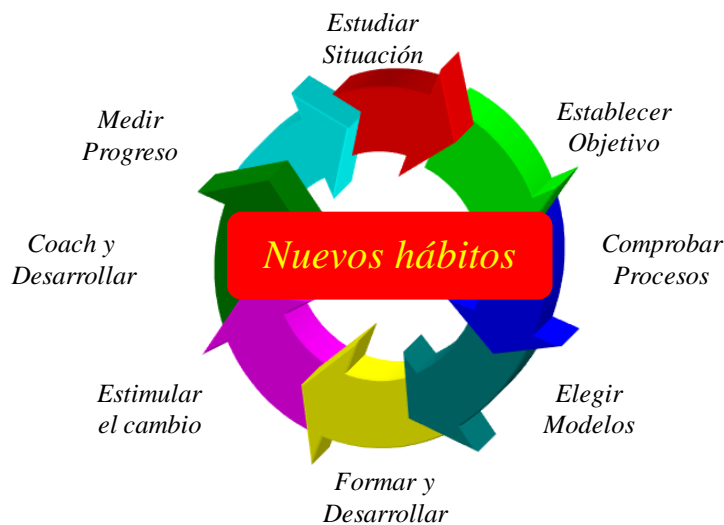 Estudiar
Situación
Establecer
Objetivo
Comprobar
Procesos
Elegir
Modelos
Formar y
Desarrollar
Estimular
el cambio
Coach y
Desarrollar
Medir
Progreso
Nuevos hábitos